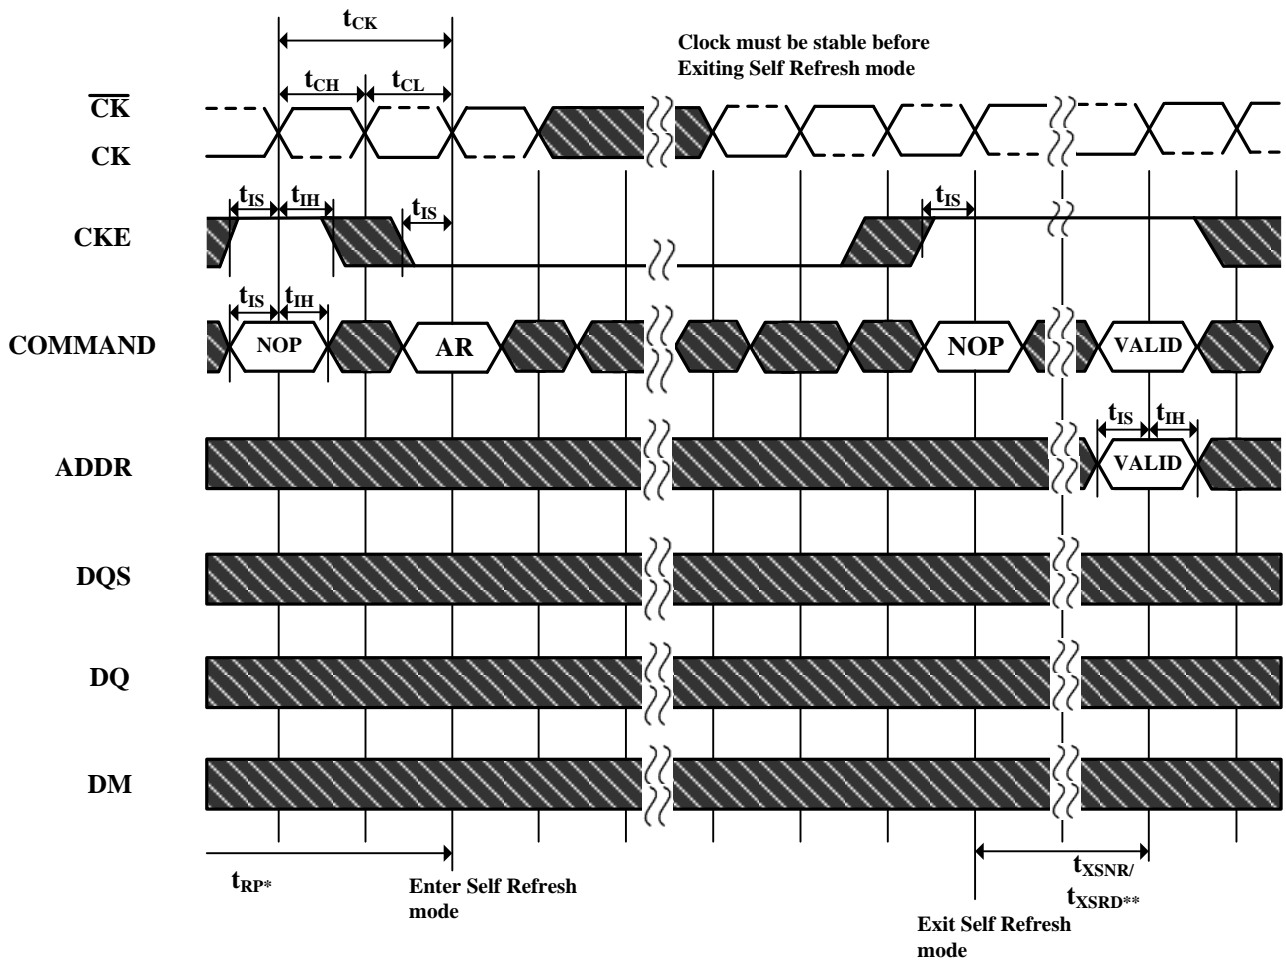 tCK
Clock must be stable before
Exiting Self Refresh mode
tCH
tCL
CK
CK
tIS
tIH
tIS
tIS
CKE
tIS
tIH
COMMAND
NOP
AR
NOP
VALID
tIS
tIH
ADDR
VALID
DQS
DQ
DM
tRP*
Enter Self Refresh
mode
tXSNR/
tXSRD**
Exit Self Refresh
mode